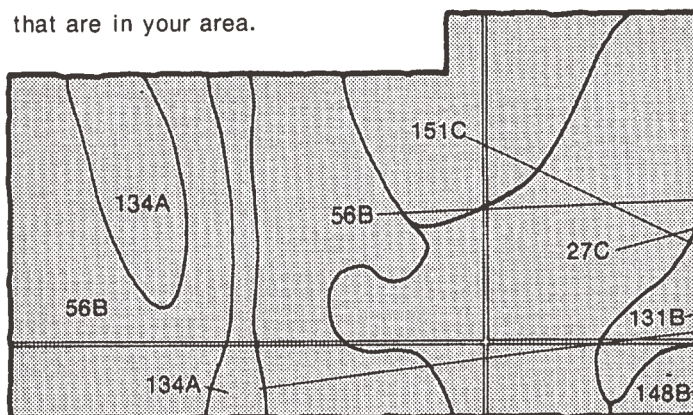 that are in your area.
151C
134A
56B
27C
56B
131B
134A
148B